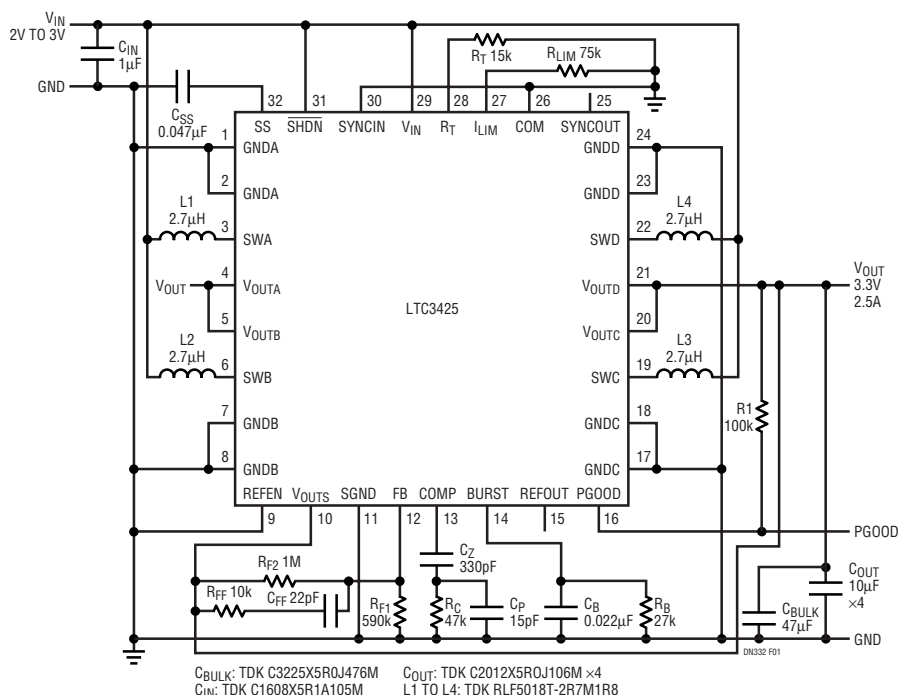 VIN
2V TO 3V
CIN
1µF
GND
CSS
0.047µF
RT 15k
RLIM 75k
32
31
30
29
28
27
26
25
SS
SHDN
SYNCIN
VIN
RT
ILIM
COM
SYNCOUT
1
GNDA
2
GNDA
L1
2.7µH
3
SWA
VOUT
4
VOUTA
5
VOUTB
L2
2.7µH
6
SWB
7
GNDB
8
GNDB
LTC3425
24
GNDD
23
GNDD
L4
2.7µH
22
SWD
21
VOUTD
20
VOUTC
L3
2.7µH
19
SWC
18
GNDC
17
GNDC
VOUT
3.3V
2.5A
R1
100k
REFEN
VOUTS
SGND
FB
COMP
BURST
REFOUT
PGOOD
9
10
11
12
13
14
15
16
PGOOD
RF2 1M
RFF 10k
CFF 22pF
RF1
590k
CZ
330pF
RC
47k
CP
15pF
CB
0.022µF
RB
27k
CBULK
47µF
COUT
10µF
×4
GND
DN332 F01
CBULK: TDK C3225X5R0J476M
COUT: TDK C2012X5ROJ106M ×4
CIN: TDK C1608X5R1A105M
L1 TO L4: TDK RLF5018T-2R7M1R8